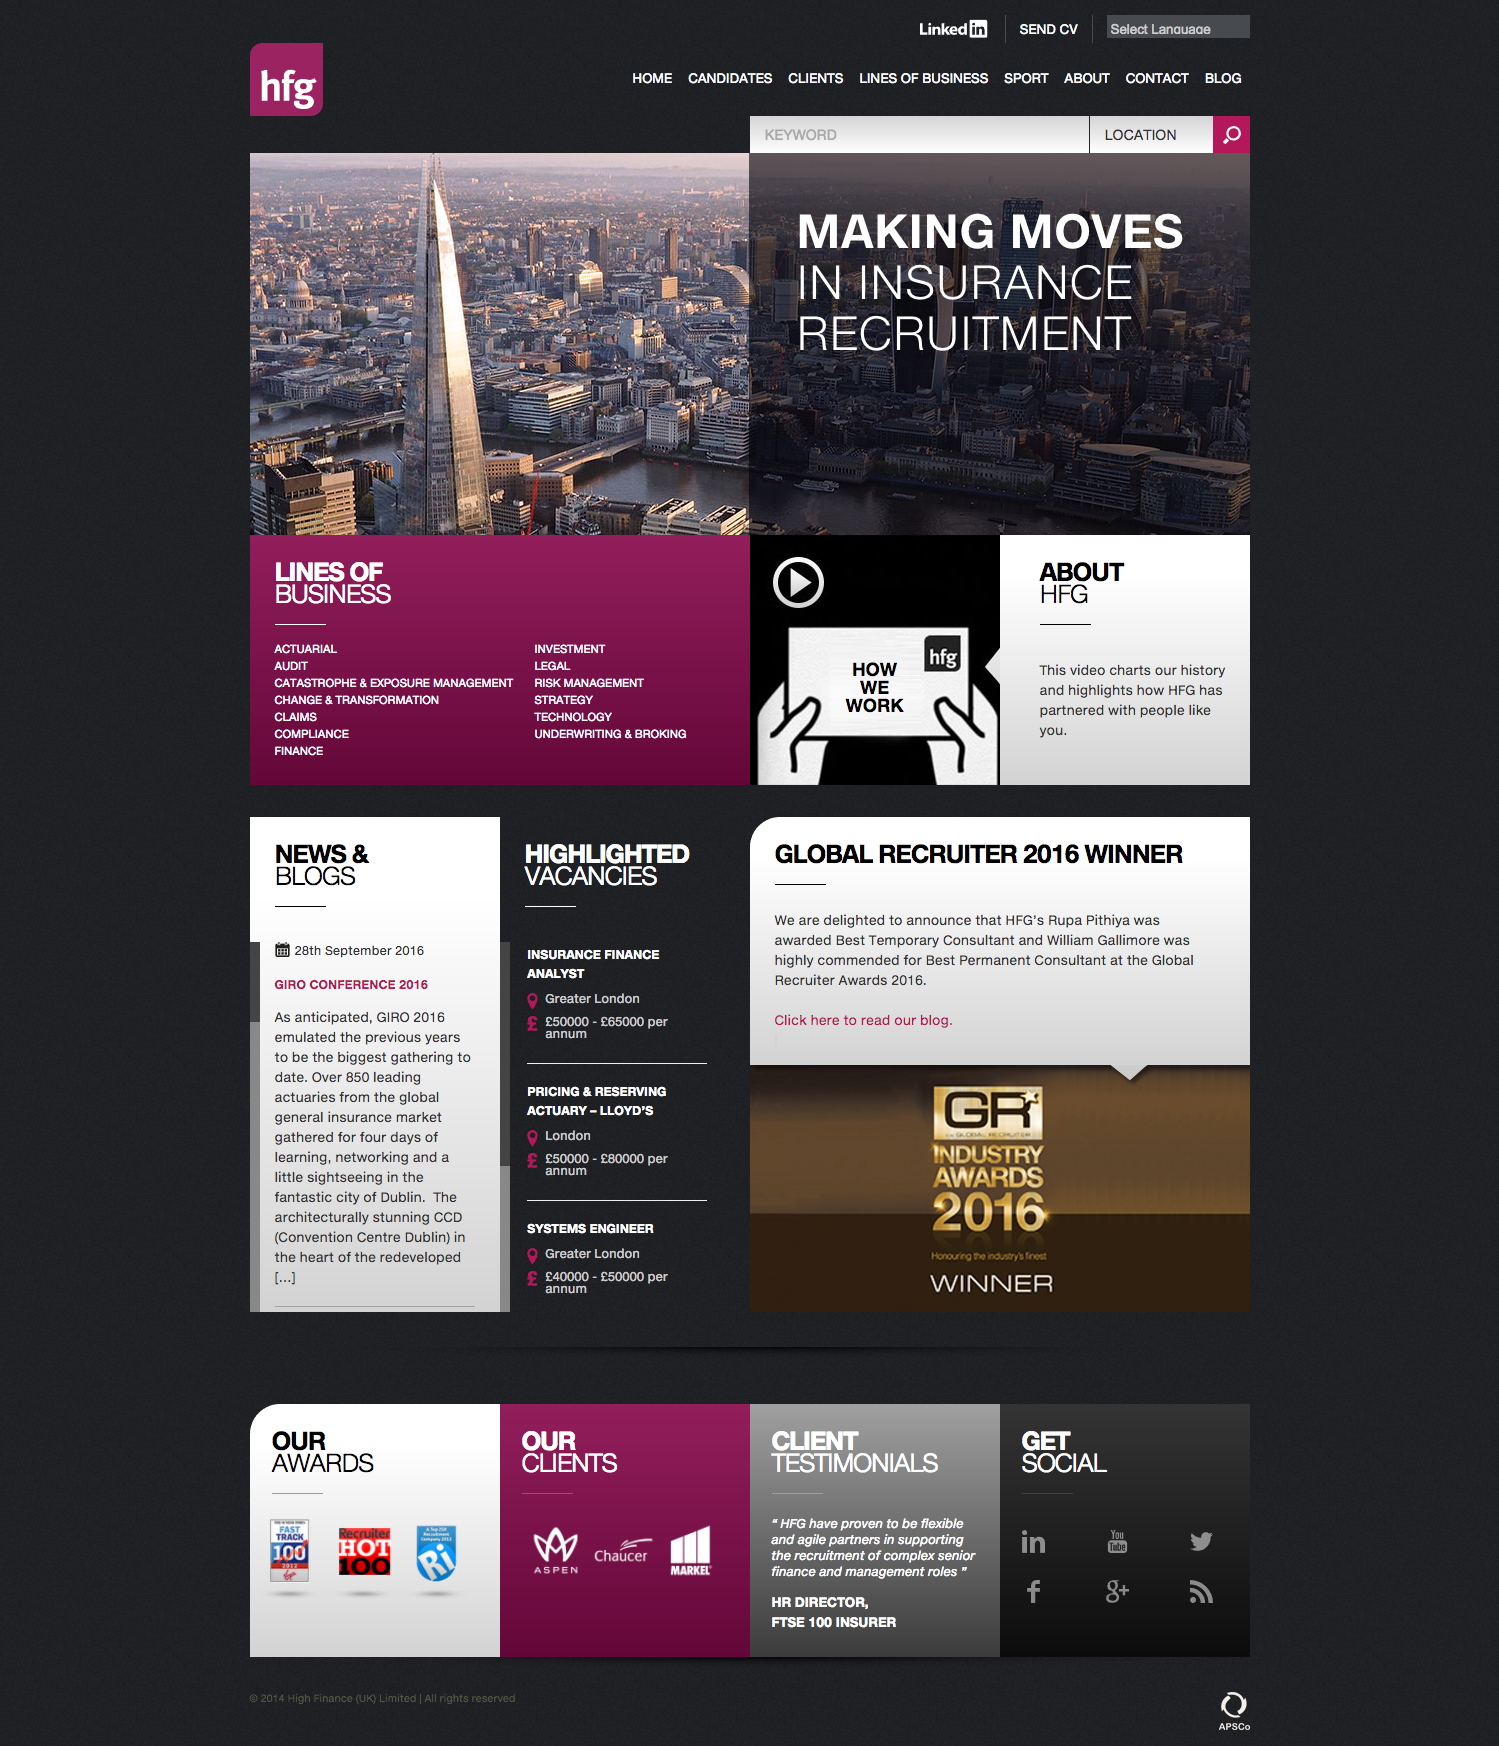 Linked in
SEND CV
Select Language
hfg
HOME CANDIDATES CLIENTS LINES OF BUSINESS SPORT ABOUT CONTACT BLOG
KEYWORD
LOCATION
MAKING MOVES
IN INSURANCE
RECRUITMENT
LINES OF
BUSINESS
ACTUARIAL
AUDIT
CATASTROPHE & EXPOSURE MANAGEMENT
CHANGE & TRANSFORMATION
CLAIMS
COMPLIANCE
FINANCE
INVESTMENT
LEGAL
RISK MANAGEMENT
STRATEGY
TECHNOLOGY
UNDERWRITING & BROKING
hfg
HOW
WE
WORK
ABOUT
HFG
This video charts our history
and highlights how HFG has
partnered with people like
you.
NEWS &
BLOGS
28th September 2016
GIRO CONFERENCE 2016
As anticipated, GIRO 2016
emulated the previous years
to be the biggest gathering to
date. Over 850 leading
actuaries from the global
general insurance market
gathered for four days of
learning, networking and a
little sightseeing in the
fantastic city of Dublin.  The
architecturally stunning CCD
(Convention Centre Dublin) in
the heart of the redeveloped
[...]
HIGHLIGHTED
VACANCIES
INSURANCE FINANCE
ANALYST
Greater London
£ £50000 - £65000 per
annum
PRICING & RESERVING
ACTUARY – LLOYD'S
London
£ £50000 - £80000 per
annum
SYSTEMS ENGINEER
Greater London
£ £40000 - £50000 per
annum
GLOBAL RECRUITER 2016 WINNER
We are delighted to announce that HFG's Rupa Pithiya was
awarded Best Temporary Consultant and William Gallimore was
highly commended for Best Permanent Consultant at the Global
Recruiter Awards 2016.
Click here to read our blog.
GR
GLOBAL RECRUITER
INDUSTRY
AWARDS
2016
Honouring the industry's finest
WINNER
OUR
AWARDS
FAST
TRACK
100
2012
Virgin
Recruiter
HOT
100
A Top 250
Recruitment
Company 2012
Ri
OUR
CLIENTS
ASPEN
Chaucer
MARKEL
CLIENT
TESTIMONIALS
“ HFG have proven to be flexible
and agile partners in supporting
the recruitment of complex senior
finance and management roles ”
HR DIRECTOR,
FTSE 100 INSURER
GET
SOCIAL
in
You
Tube
f
g+
© 2014 High Finance (UK) Limited | All rights reserved
APSCo